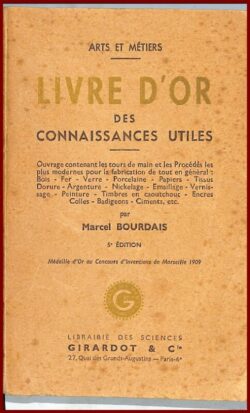 ARTS ET MÉTIERS
LIVRE D'OR
DES
CONNAISSANCES UTILES
Ouvrage contenant les tours de main et les Procédés les
plus modernes pour la fabrication de tout en général :
Bois - Fer - Verre - Porcelaine - Papiers - Tissus
Dorure - Argenture - Nickelage - Emaillage - Vernis-
sage - Peinture - Timbres en caoutchouc - Encres
Colles - Badigeons - Ciments, etc.
par
Marcel BOURDAIS
5e ÉDITION
Médaille d'Or au Concours d'Inventions de Marseille 1909
G
LIBRAIRIE DES SCIENCES
GIRARDOT & Cie
27, Quai des Grands-Augustins — Paris-6e